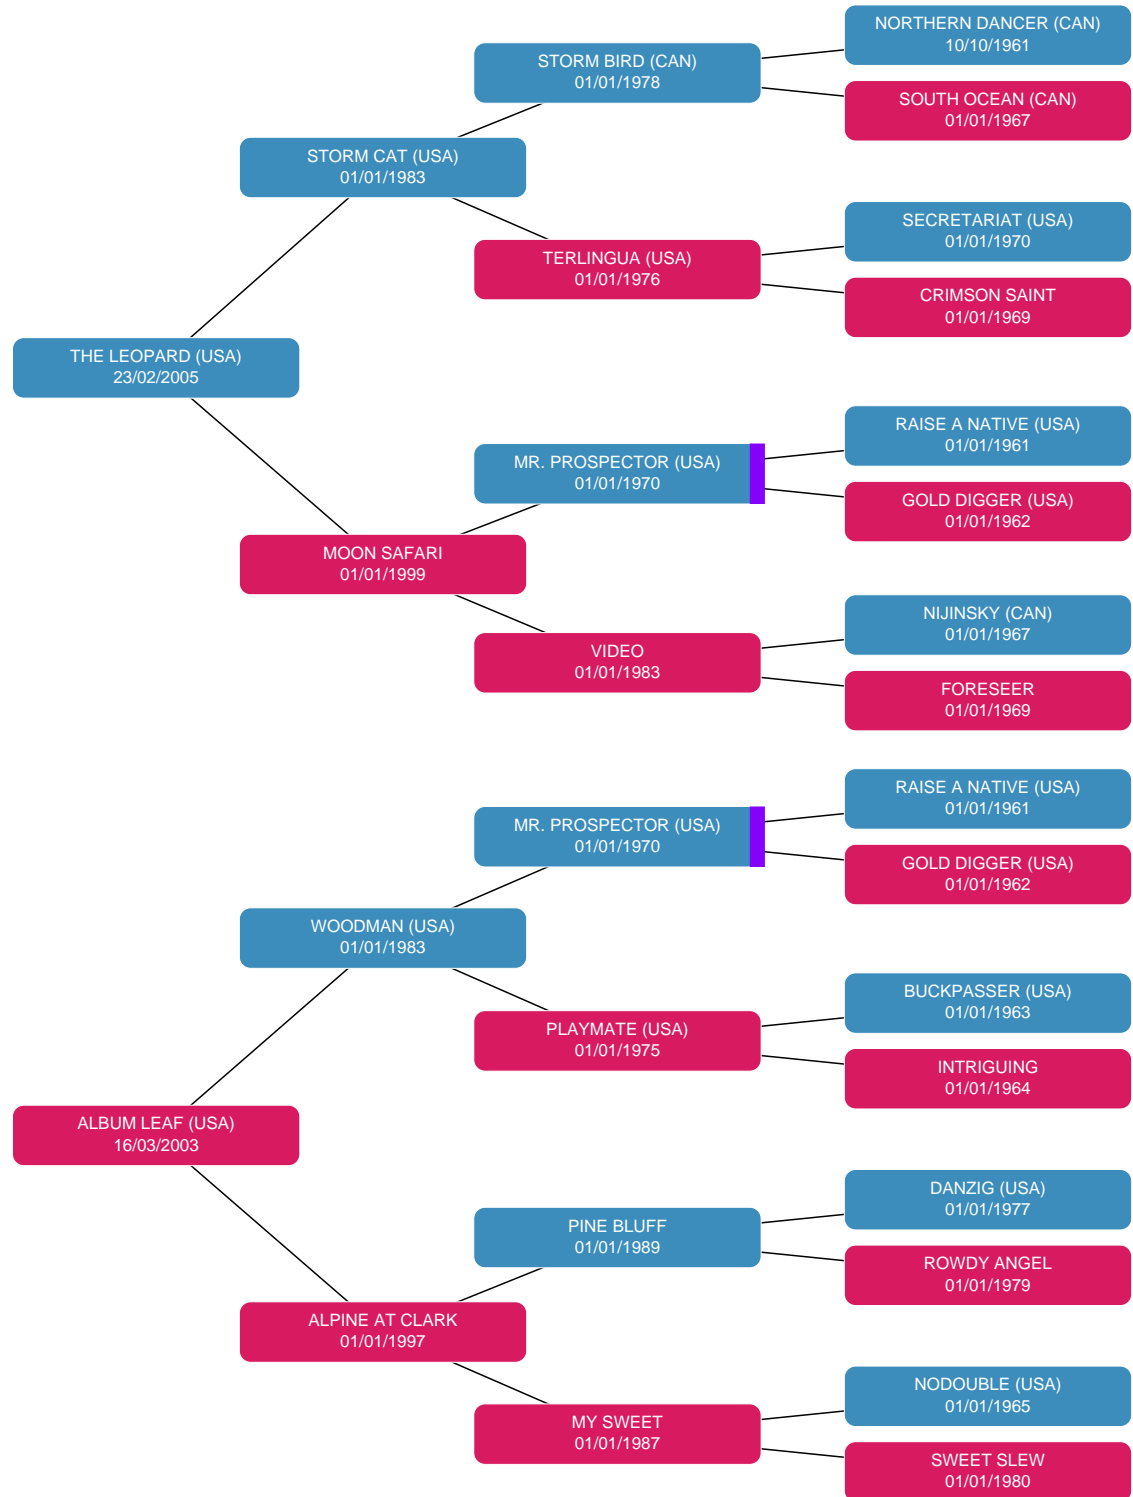 NORTHERN DANCER (CAN)
10/10/1961
STORM BIRD (CAN)
01/01/1978
SOUTH OCEAN (CAN)
01/01/1967
STORM CAT (USA)
01/01/1983
SECRETARIAT (USA)
01/01/1970
TERLINGUA (USA)
01/01/1976
CRIMSON SAINT
01/01/1969
THE LEOPARD (USA)
23/02/2005
RAISE A NATIVE (USA)
01/01/1961
MR. PROSPECTOR (USA)
01/01/1970
GOLD DIGGER (USA)
01/01/1962
MOON SAFARI
01/01/1999
NIJINSKY (CAN)
01/01/1967
VIDEO
01/01/1983
FORESEER
01/01/1969
RAISE A NATIVE (USA)
01/01/1961
MR. PROSPECTOR (USA)
01/01/1970
GOLD DIGGER (USA)
01/01/1962
WOODMAN (USA)
01/01/1983
BUCKPASSER (USA)
01/01/1963
PLAYMATE (USA)
01/01/1975
INTRIGUING
01/01/1964
ALBUM LEAF (USA)
16/03/2003
DANZIG (USA)
01/01/1977
PINE BLUFF
01/01/1989
ROWDY ANGEL
01/01/1979
ALPINE AT CLARK
01/01/1997
NODOUBLE (USA)
01/01/1965
MY SWEET
01/01/1987
SWEET SLEW
01/01/1980